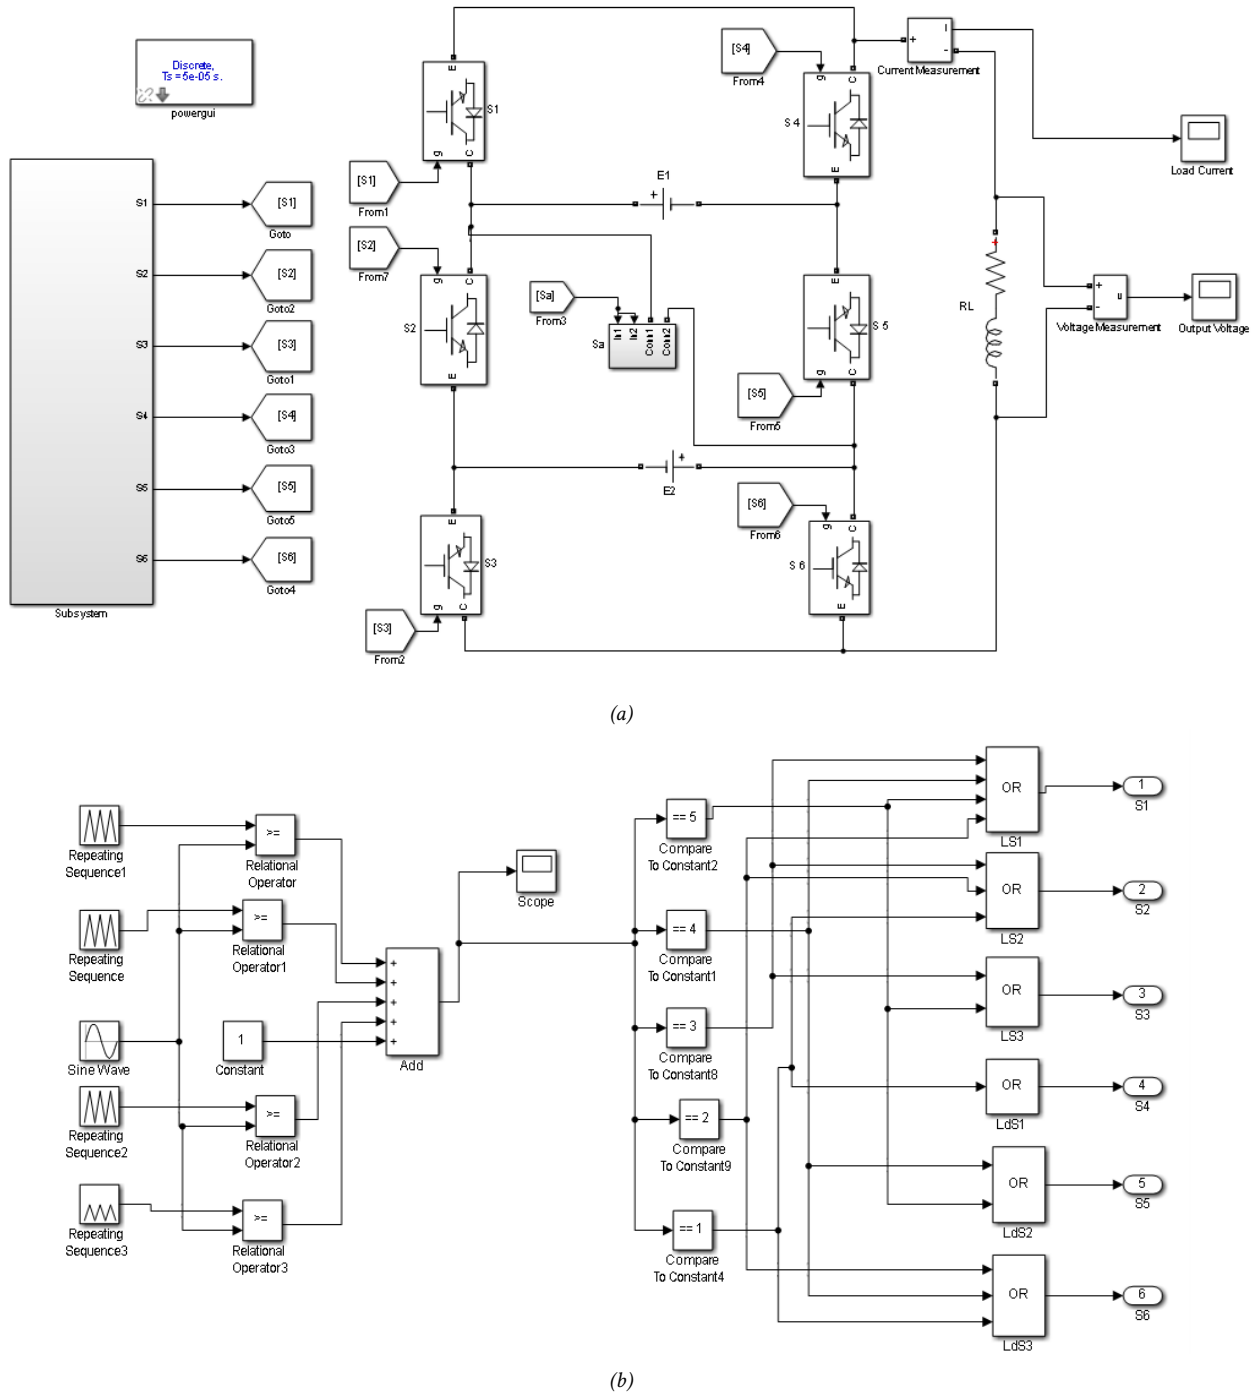 Discrete,
Ts = 5e-05 s.
powergui
S1
S2
S3
S4
S5
S6
Subsystem
[S1]
Goto
[S2]
Goto2
[S3]
Goto1
[S4]
Goto3
[S5]
Goto5
[S6]
Goto4
[S1]
From1
[S2]
From7
[S3]
From2
E
g
C
S1
g
C
E
S2
E
g
C
S3
[Sa]
From3
Sa
In1
In2
Conn1
Conn2
E1
+
E2
+
[S4]
From4
g
C
E
S 4
[S5]
From5
E
g
C
S 5
[S6]
From6
g
C
E
S 6
+
i
-
Current Measurement
Load Current
+
RL
+
-
v
Voltage Measurement
Output Voltage
(a)
Repeating
Sequence1
Repeating
Sequence
Sine Wave
Repeating
Sequence2
Repeating
Sequence3
>=
Relational
Operator
>=
Relational
Operator1
1
Constant
>=
Relational
Operator2
>=
Relational
Operator3
+
+
+
+
+
Add
Scope
== 5
Compare
To Constant2
== 4
Compare
To Constant1
== 3
Compare
To Constant8
== 2
Compare
To Constant9
== 1
Compare
To Constant4
OR
LS1
OR
LS2
OR
LS3
OR
LdS1
OR
LdS2
OR
LdS3
1
S1
2
S2
3
S3
4
S4
5
S5
6
S6
(b)